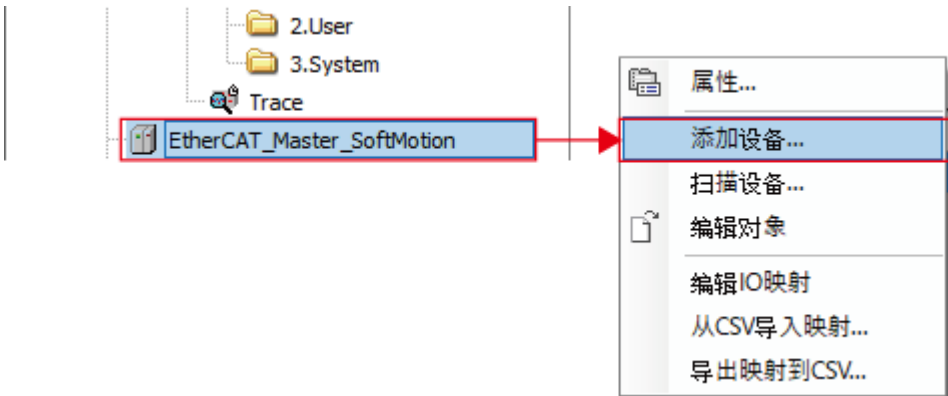 2.User
3.System
Trace
EtherCAT_Master_SoftMotion
属性...
添加设备...
扫描设备...
编辑对象
编辑IO映射
从CSV导入映射...
导出映射到CSV...